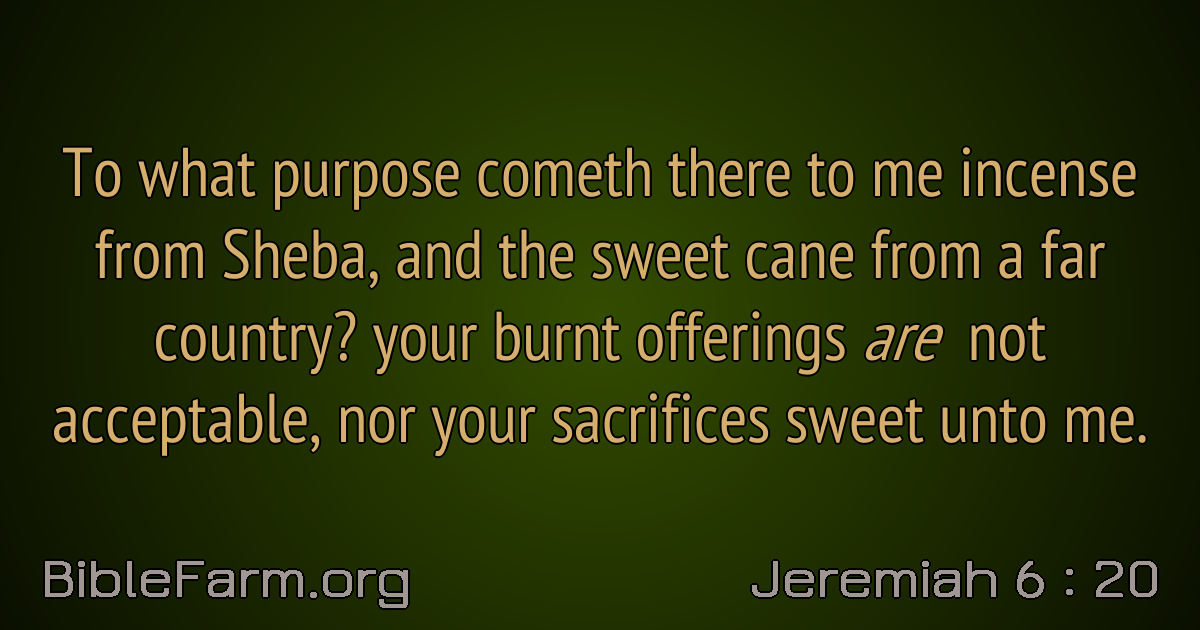 To what purpose cometh there to me incense
from Sheba, and the sweet cane from a far
country? your burnt offerings are not
acceptable, nor your sacrifices sweet unto me.
BibleFarm.org
Jeremiah 6 : 20